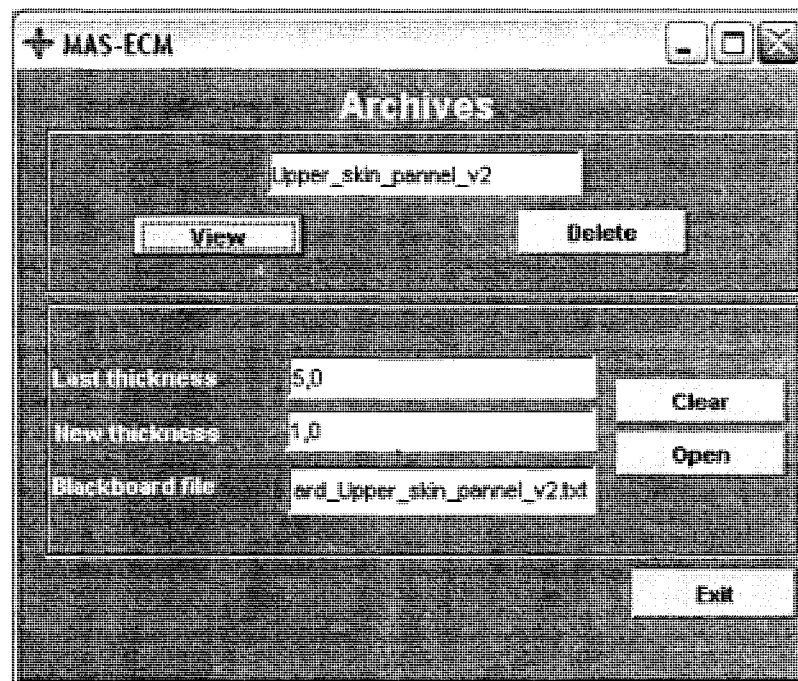 MAS-ECM
Archives
Upper_skin_pannel_v2
View Delete
Last thickness 5,0
Clear
New thickness 1,0
Open
Blackboard file ard_Upper_skin_pannel_v2.txt
Exit